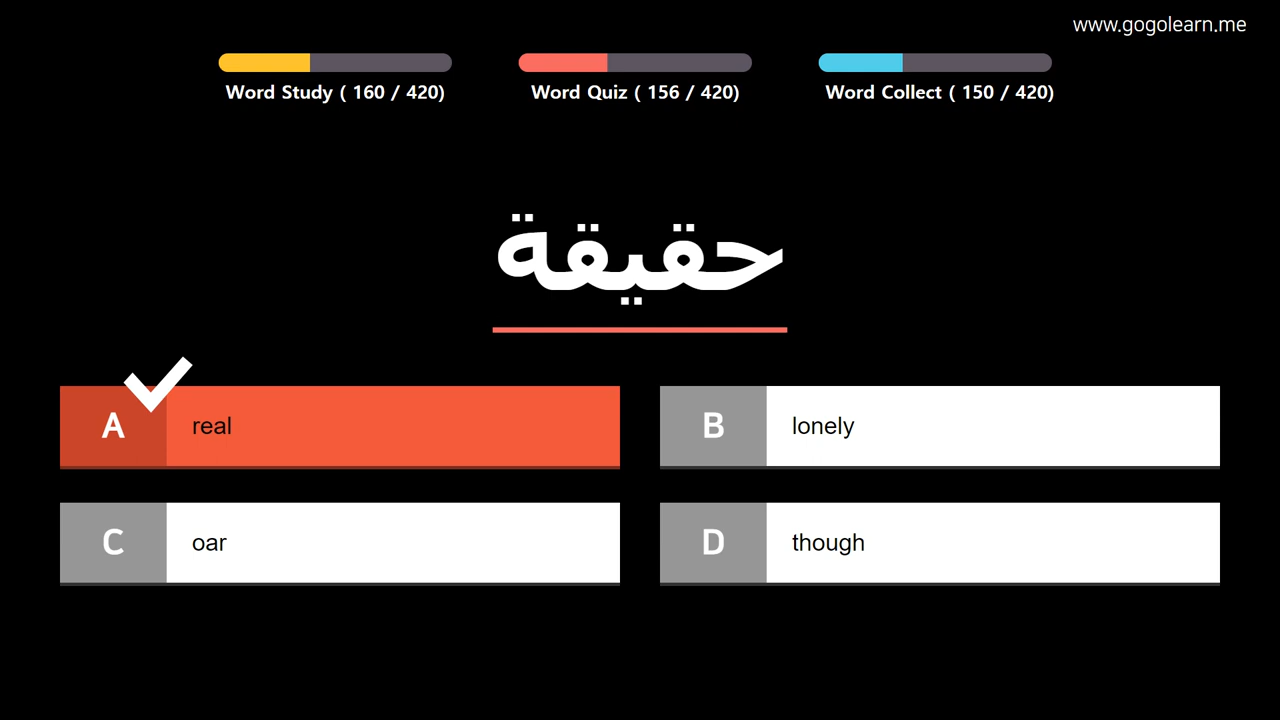 www.gogolearn.me
Word Study ( 160 / 420)
Word Quiz ( 156 / 420)
Word Collect ( 150 / 420)
حقيقة
A real
B lonely
C oar
D though